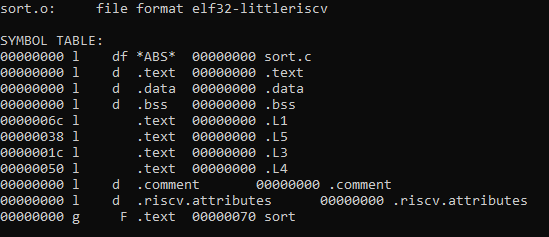 sort.o:     file format elf32-littleriscv
SYMBOL TABLE:
00000000 l    df *ABS*  00000000 sort.c
00000000 l    d  .text  00000000 .text
00000000 l    d  .data  00000000 .data
00000000 l    d  .bss   00000000 .bss
0000006c l       .text  00000000 .L1
00000038 l       .text  00000000 .L5
0000001c l       .text  00000000 .L3
00000050 l       .text  00000000 .L4
00000000 l    d  .comment       00000000 .comment
00000000 l    d  .riscv.attributes      00000000 .riscv.attributes
00000000 g     F .text  00000070 sort